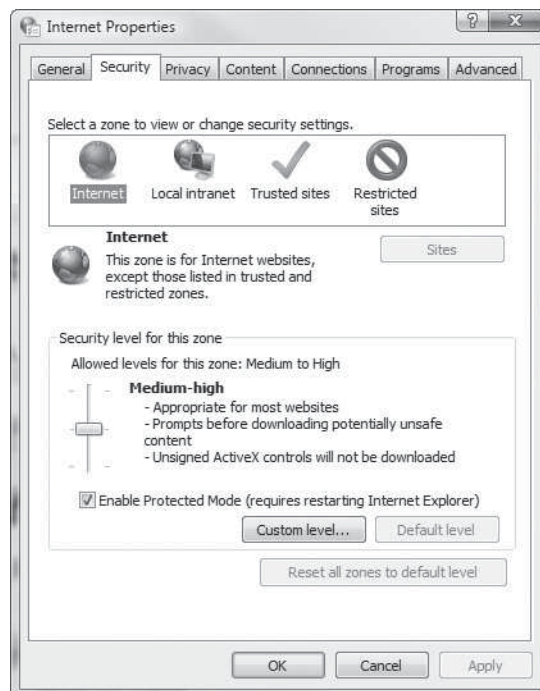 Internet Properties
?
X
General Security Privacy Content Connections Programs Advanced
Select a zone to view or change security settings.
Internet Local intranet Trusted sites Restricted
sites
Internet
Sites
This zone is for Internet websites,
except those listed in trusted and
restricted zones.
Security level for this zone
Allowed levels for this zone: Medium to High
Medium-high
- Appropriate for most websites
- Prompts before downloading potentially unsafe
content
- Unsigned ActiveX controls will not be downloaded
Enable Protected Mode (requires restarting Internet Explorer)
Custom level... Default level
Reset all zones to default level
OK Cancel Apply